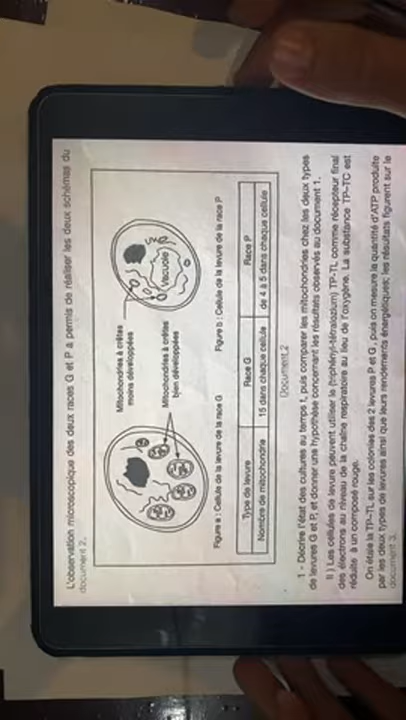 L'observation microscopique des deux races G et P a permis de réaliser les deux schémas du
document 2.
Mitochondries à crêtes
moins développées
Mitochondries à crêtes
bien développées
Vacuole
Figure a : Cellule de la levure de la race G
Figure b : Cellule de la levure de la race P
Type de levure Race G Race P
Nombre de mitochondrie 15 dans chaque cellule de 4 à 5 dans chaque cellule
Document 2
1 - Décrire l'état des cultures au temps t, puis comparer les mitochondries chez les deux types
de levures G et P, et donner une hypothèse concernant les résultats observés au document 1.
II ) Les cellules de levure peuvent utiliser le (triphényl-tétrazolium) TP-TL comme récepteur final
des électrons au niveau de la chaîne respiratoire au lieu de l'oxygène. La substance TP-TC est
réduite à un composé rouge.
On étale la TP-TL sur les colonies des 2 levures P et G , puis on mesure la quantité d'ATP produite
par les deux types de levures ainsi que leurs rendements énergétiques; les résultats figurent sur le
document 3.